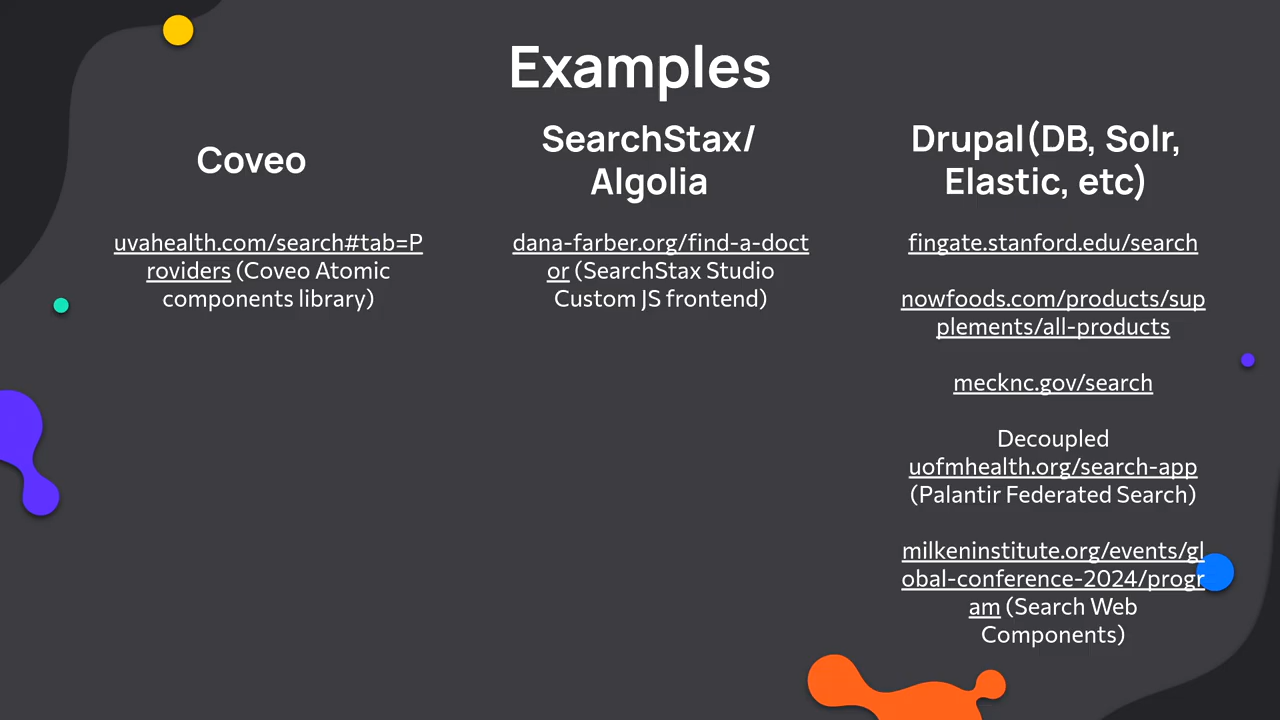 Examples
Coveo
uvahealth.com/search#tab=P
roviders (Coveo Atomic
components library)
SearchStax/
Algolia
dana-farber.org/find-a-doct
or (SearchStax Studio
Custom JS frontend)
Drupal(DB, Solr,
Elastic, etc)
fingate.stanford.edu/search
nowfoods.com/products/sup
plements/all-products
mecknc.gov/search
Decoupled
uofmhealth.org/search-app
(Palantir Federated Search)
milkeninstitute.org/events/gl
obal-conference-2024/progr
am (Search Web
Components)